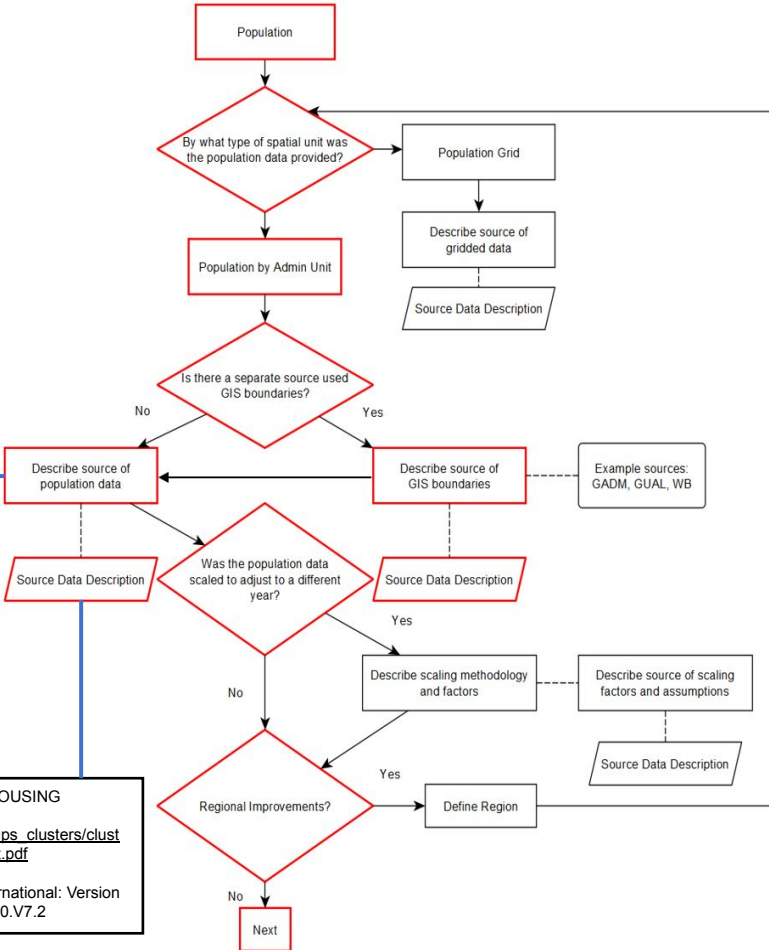 Population
By what type of spatial unit was
the population data provided?
Population Grid
Describe source of
gridded data
Population by Admin Unit
Source Data Description
Is there a separate source used
GIS boundaries?
No
Yes
Describe source of
population data
Describe source of
GIS boundaries
Example sources:
GADM, GUAL, WB
Source Data Description
Was the population data
scaled to adjust to a different
year?
Source Data Description
Yes
Describe scaling methodology
and factors
Describe source of scaling
factors and assumptions
No
Source Data Description
Yes
Regional Improvements?
Define Region
OUSING
ps_clusters/clust
.pdf
rnational: Version
0.V7.2
No
Next